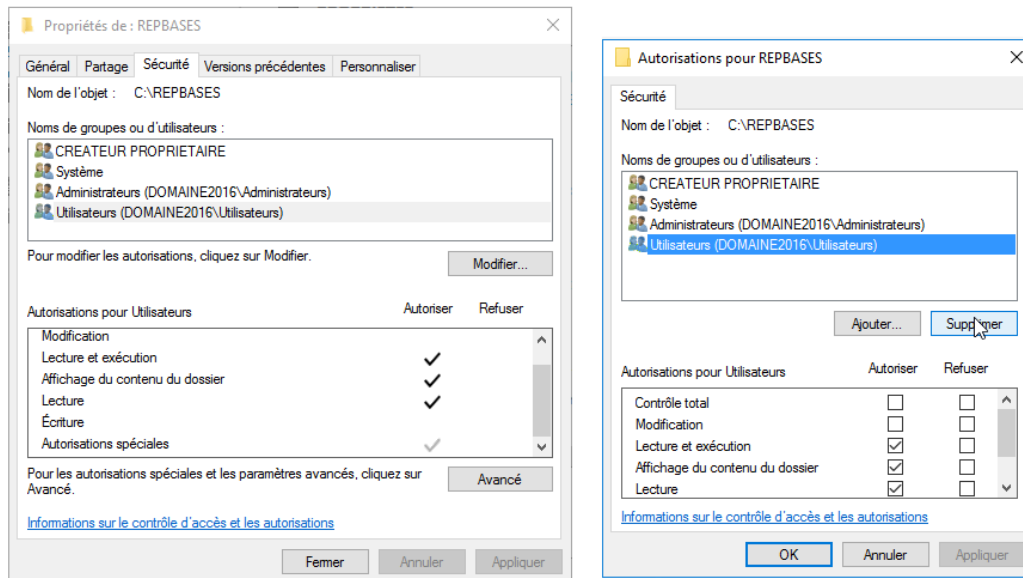 Propriétés de : REPBASES
Général Partage Sécurité Versions précédentes Personnaliser
Nom de l'objet : C:\REPBASES
Noms de groupes ou d'utilisateurs :
CREATEUR PROPRIETAIRE
Système
Administrateurs (DOMAINE2016\Administrateurs)
Utilisateurs (DOMAINE2016\Utilisateurs)
Pour modifier les autorisations, cliquez sur Modifier.
Modifier...
Autorisations pour Utilisateurs Autoriser Refuser
Modification
Lecture et exécution
Affichage du contenu du dossier
Lecture
Écriture
Autorisations spéciales
Pour les autorisations spéciales et les paramètres avancés, cliquez sur
Avancé.
Avancé
Informations sur le contrôle d'accès et les autorisations
Fermer Annuler Appliquer
Autorisations pour REPBASES
Sécurité
Nom de l'objet : C:\REPBASES
Noms de groupes ou d'utilisateurs :
CREATEUR PROPRIETAIRE
Système
Administrateurs (DOMAINE2016\Administrateurs)
Utilisateurs (DOMAINE2016\Utilisateurs)
Ajouter... Supprimer
Autorisations pour Utilisateurs Autoriser Refuser
Contrôle total
Modification
Lecture et exécution
Affichage du contenu du dossier
Lecture
Informations sur le contrôle d'accès et les autorisations
OK Annuler Appliquer